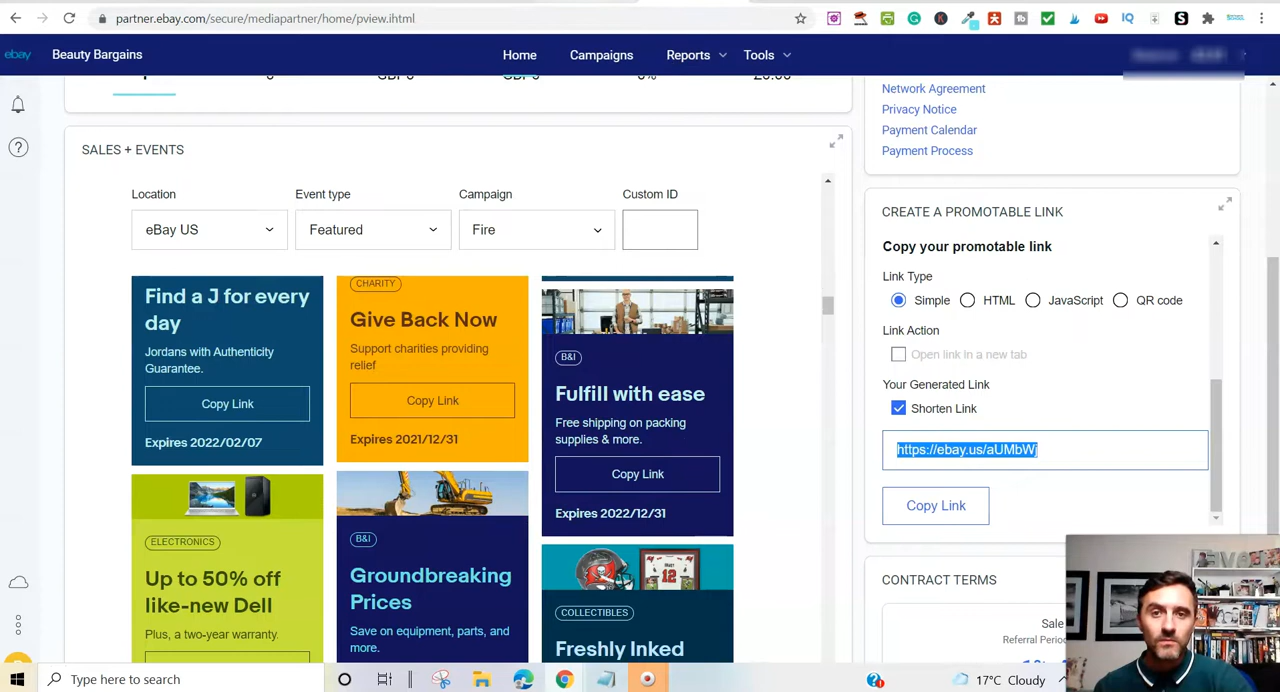 partner.ebay.com/secure/mediapartner/home/pview.ihtml
ebay
Beauty Bargains
Home
Campaigns
Reports
Tools
Network Agreement
Privacy Notice
Payment Calendar
Payment Process
SALES + EVENTS
Location
Event type
Campaign
Custom ID
eBay US
Featured
Fire
Find a J for every
day
Jordans with Authenticity
Guarantee.
Copy Link
Expires 2022/02/07
CHARITY
Give Back Now
Support charities providing
relief
Copy Link
Expires 2021/12/31
B&I
Fulfill with ease
Free shipping on packing
supplies & more.
Copy Link
Expires 2022/12/31
ELECTRONICS
Up to 50% off
like-new Dell
Plus, a two-year warranty.
B&I
Groundbreaking
Prices
Save on equipment, parts, and
more.
COLLECTIBLES
Freshly Inked
CREATE A PROMOTABLE LINK
Copy your promotable link
Link Type
Simple
HTML
JavaScript
QR code
Link Action
Open link in a new tab
Your Generated Link
Shorten Link
https://ebay.us/aUMbWj
Copy Link
CONTRACT TERMS
Sale
Referral Perio
Type here to search
17°C Cloudy